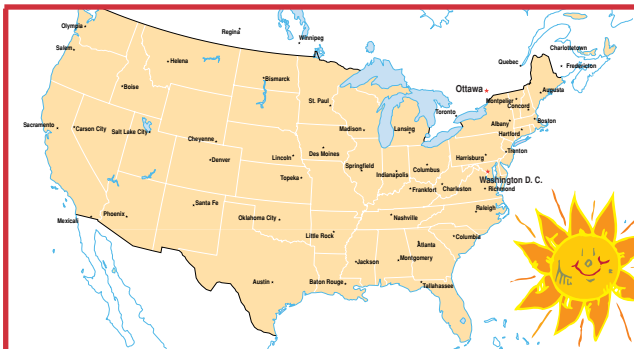 Olympia
Regina
Winnipeg
Salem
Helena
Quebec
Charlottetown
Fredericton
Bismarck
Boise
Ottawa
Augusta
Montpelier
Concord
St. Paul
Toronto
Sacramento
Carson City
Salt Lake City
Madison
Lansing
Albany
Boston
Hartford
Cheyenne
Des Moines
Trenton
Lincoln
Harrisburg
Denver
Springfield
Columbus
Indianapolis
Topeka
Washington D. C.
Frankfort
Charleston
Richmond
Santa Fe
Raleigh
Mexicali
Phoenix
Oklahoma City
Nashville
Little Rock
Atlanta
Columbia
Jackson
Montgomery
Austin
Baton Rouge
Tallahassee